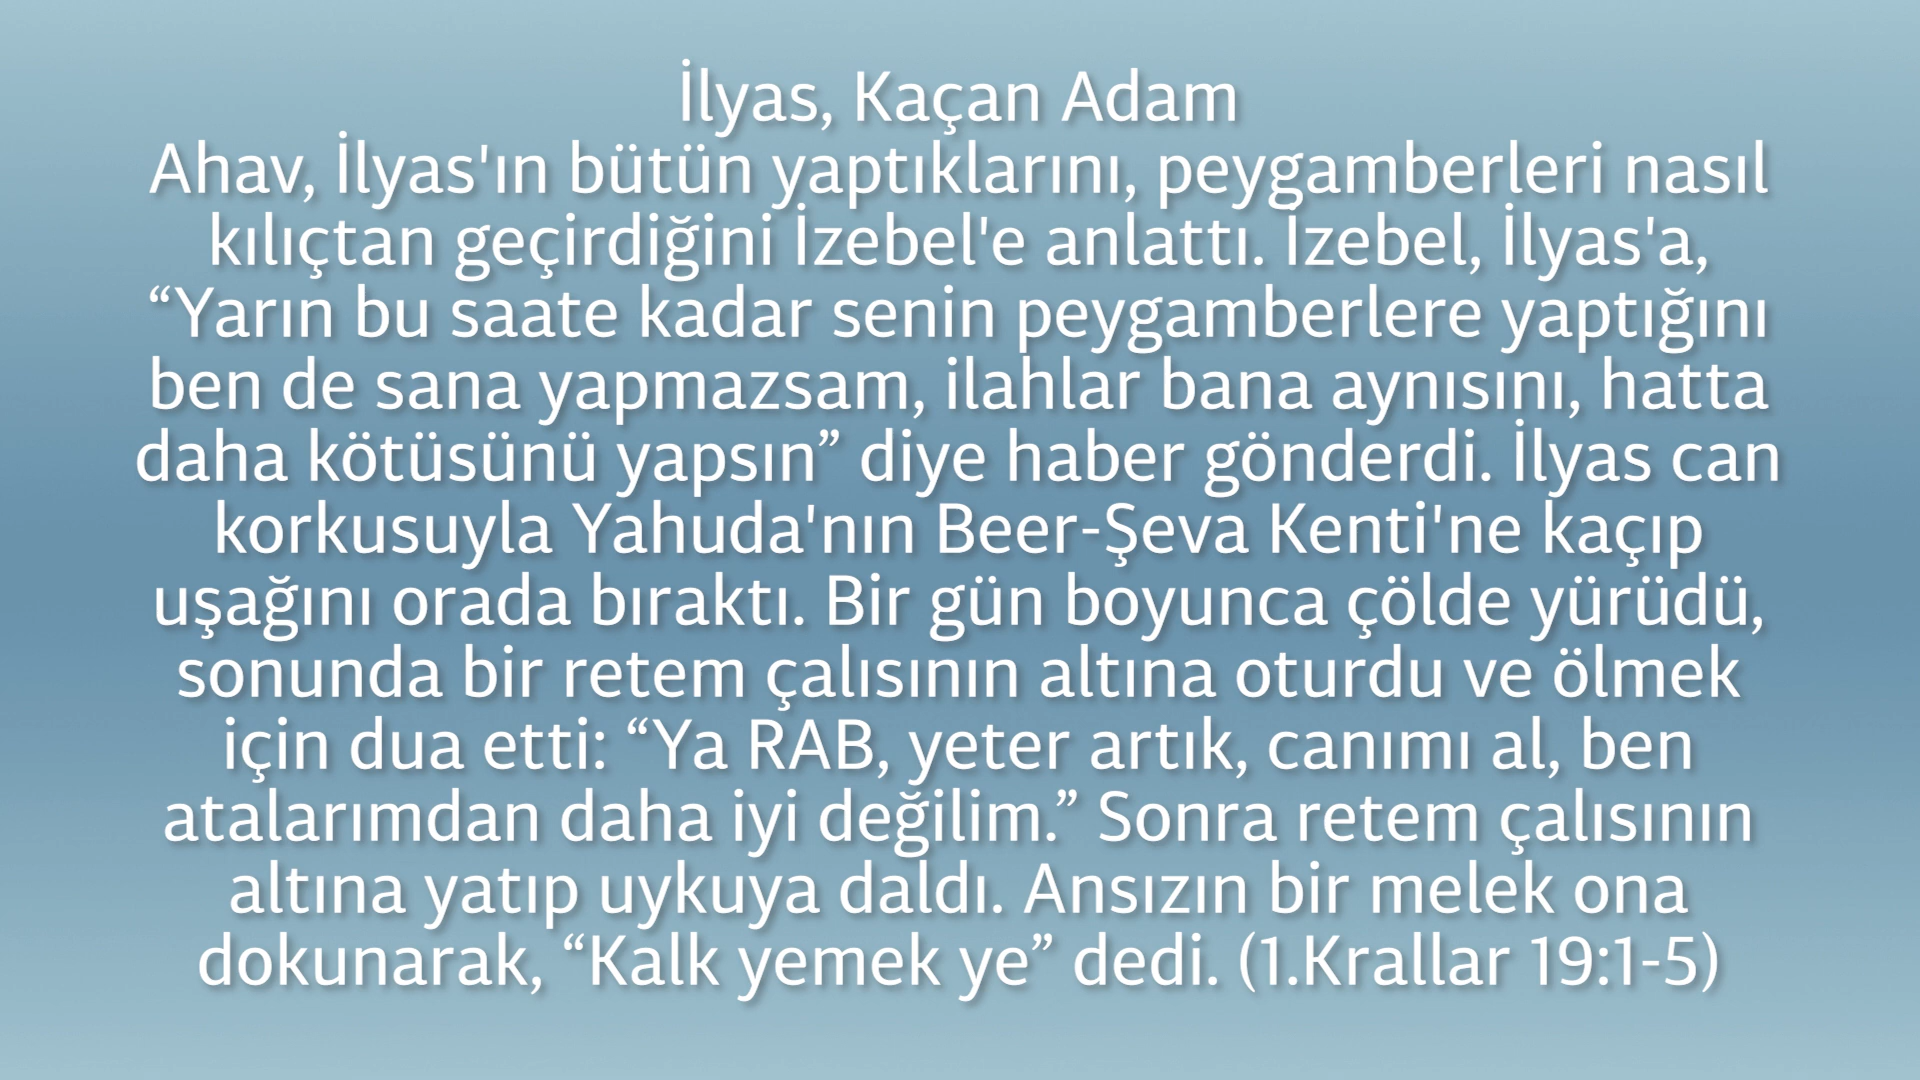 İlyas, Kaçan Adam
Ahav, İlyas'ın bütün yaptıklarını, peygamberleri nasıl
kılıçtan geçirdiğini İzebel'e anlattı. İzebel, İlyas'a,
“Yarın bu saate kadar senin peygamberlere yaptığını
ben de sana yapmazsam, ilahlar bana aynısını, hatta
daha kötüsünü yapsın” diye haber gönderdi. İlyas can
korkusuyla Yahuda'nın Beer-Şeva Kenti'ne kaçıp
uşağını orada bıraktı. Bir gün boyunca çölde yürüdü,
sonunda bir retem çalısının altına oturdu ve ölmek
için dua etti: “Ya RAB, yeter artık, canımı al, ben
atalarımdan daha iyi değilim.” Sonra retem çalısının
altına yatıp uykuya daldı. Ansızın bir melek ona
dokunarak, “Kalk yemek ye” dedi. (1.Krallar 19:1-5)